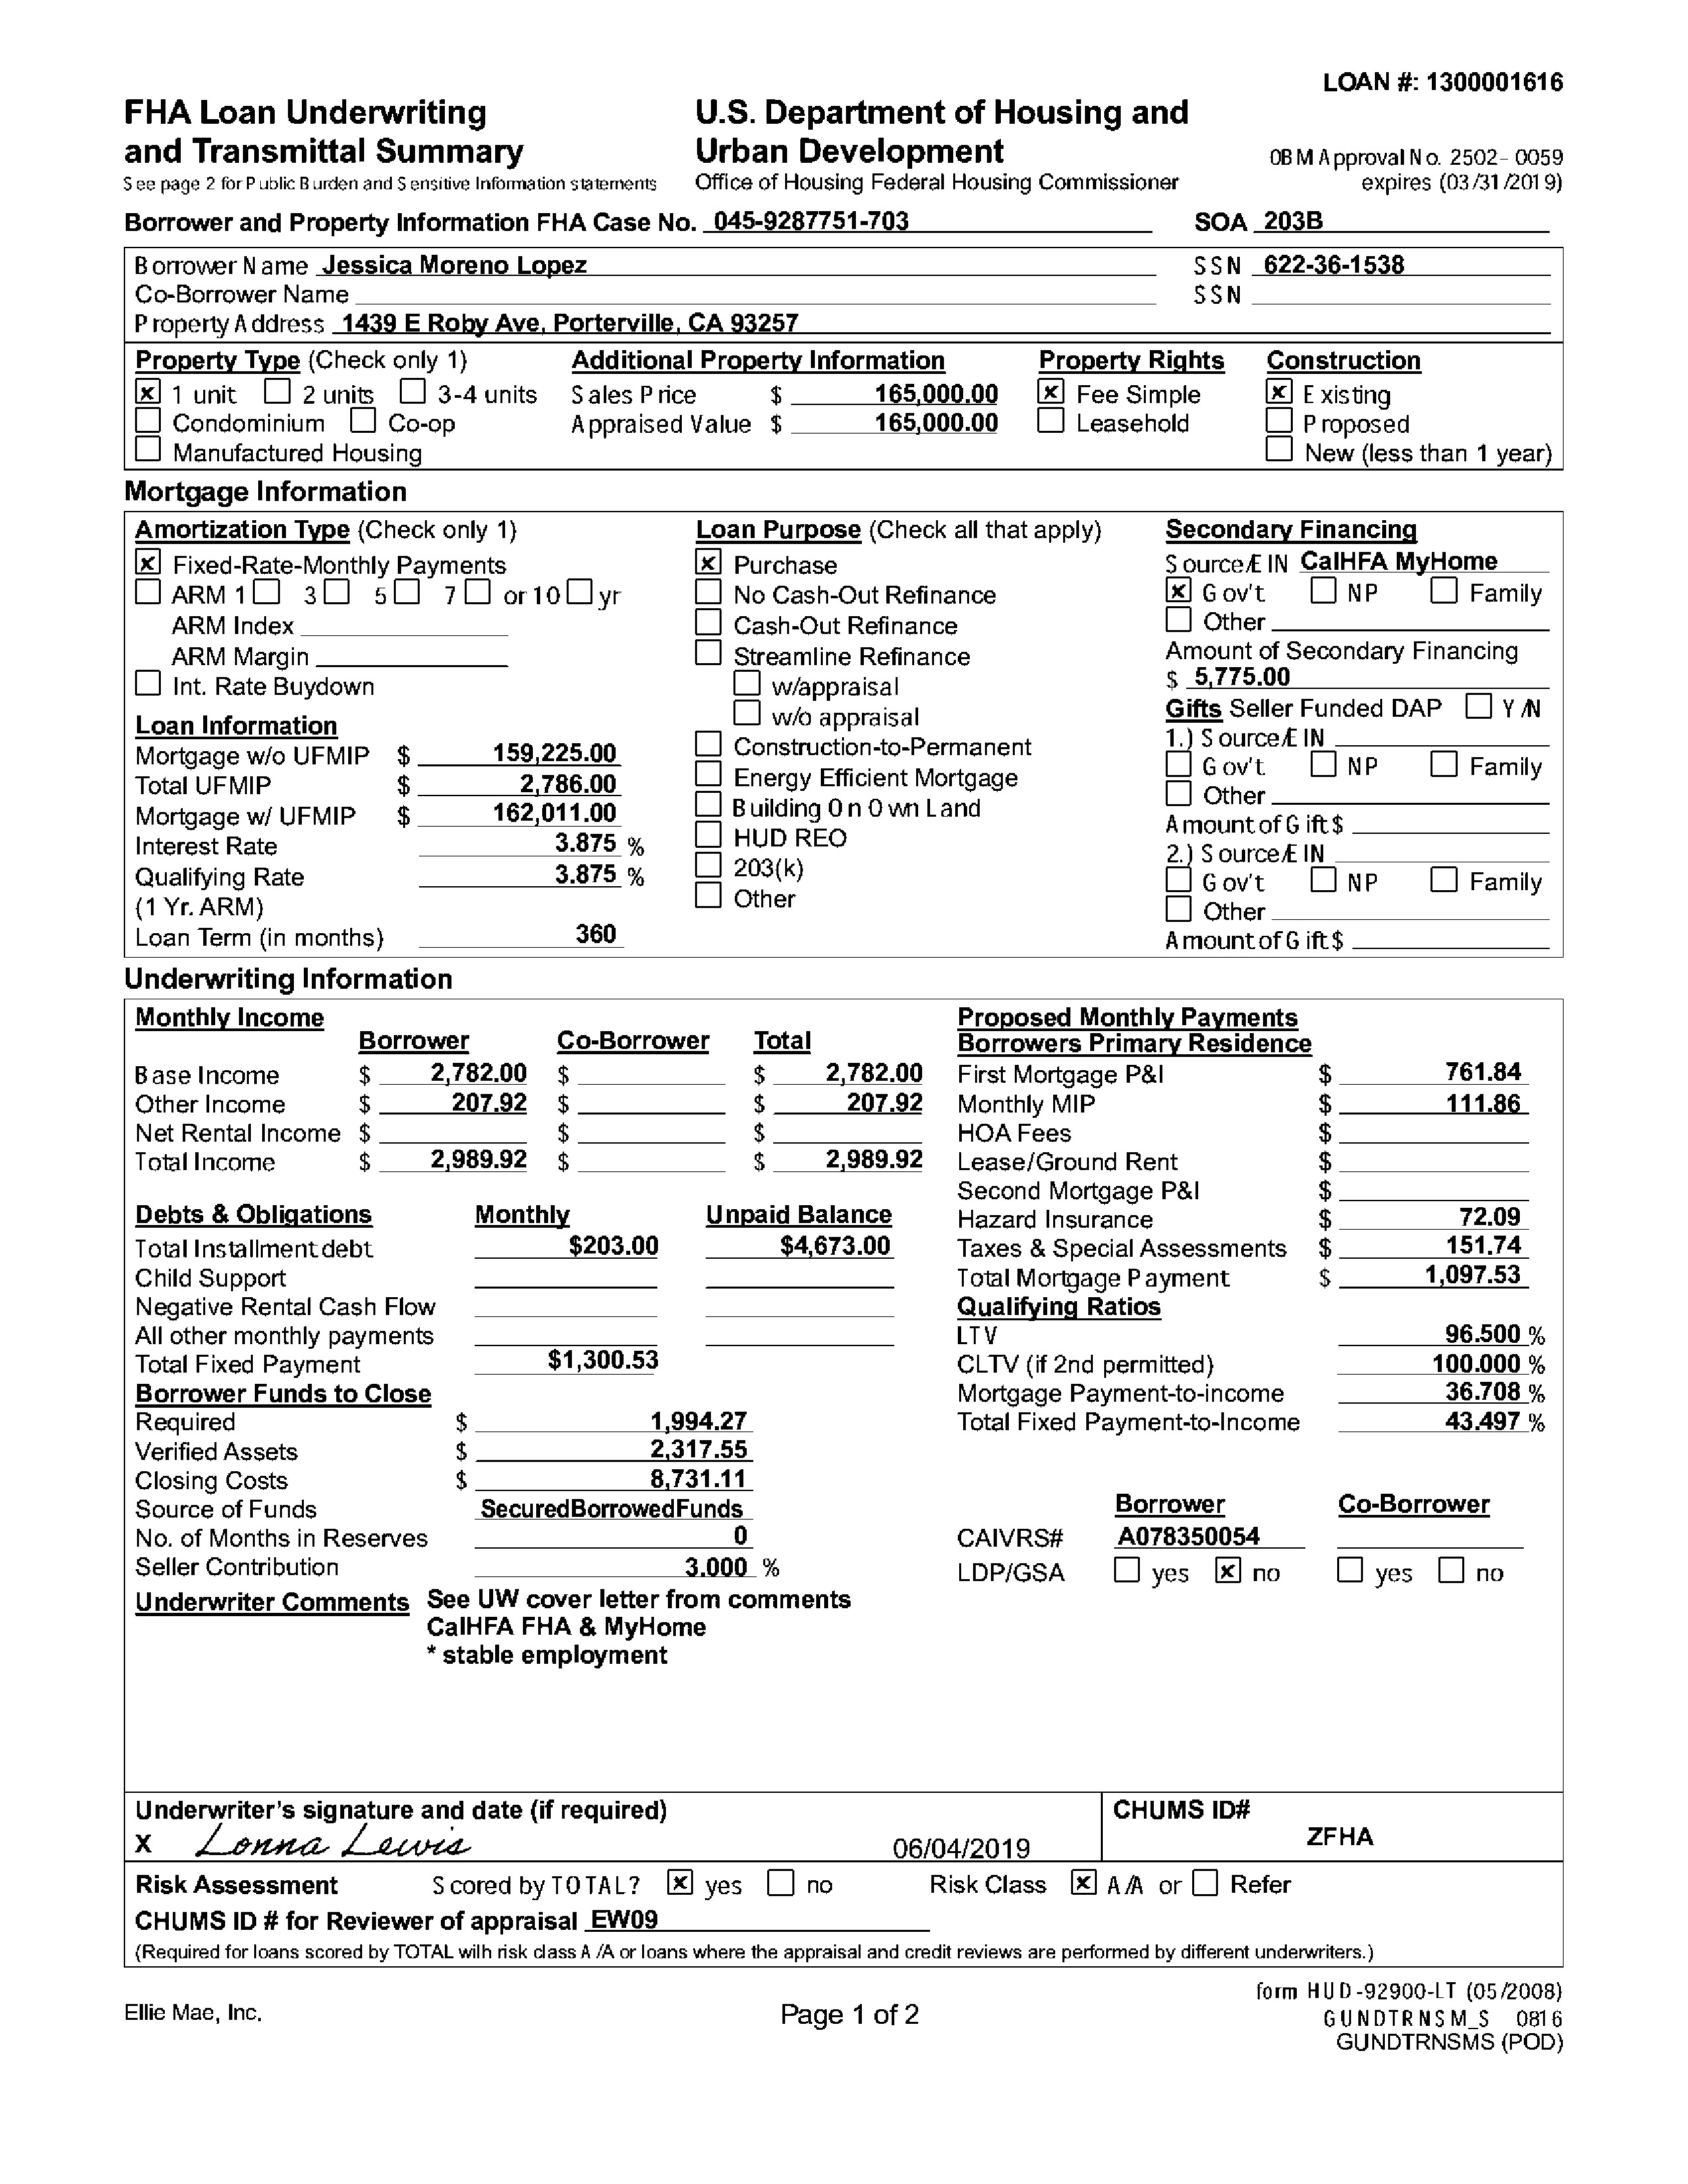 LOAN #: 1300001616
FHA Loan Underwriting
and Transmittal Summary
See page 2 for Public Burden and Sensitive Information statements
U.S. Department of Housing and
Urban Development
Office of Housing Federal Housing Commissioner
OBM Approval No. 2502-0059
expires (03/31/2019)
Borrower and Property Information FHA Case No. 045-9287751-703 SOA 203B
Borrower Name Jessica Moreno Lopez SSN 622-36-1538
Co-Borrower Name SSN
Property Address 1439 E Roby Ave, Porterville, CA 93257
Property Type (Check only 1) Additional Property Information Property Rights Construction
x 1 unit 2 units 3-4 units Sales Price $ 165,000.00 x Fee Simple x Existing
Condominium Co-op Appraised Value $ 165,000.00 Leasehold Proposed
Manufactured Housing New (less than 1 year)
Mortgage Information
Amortization Type (Check only 1)
x Fixed-Rate-Monthly Payments
ARM 1 3 5 7 or 10 yr
ARM Index
ARM Margin
Int. Rate Buydown
Loan Information
Mortgage w/o UFMIP $ 159,225.00
Total UFMIP $ 2,786.00
Mortgage w/ UFMIP $ 162,011.00
Interest Rate 3.875 %
Qualifying Rate 3.875 %
(1 Yr. ARM)
Loan Term (in months) 360
Loan Purpose (Check all that apply)
x Purchase
No Cash-Out Refinance
Cash-Out Refinance
Streamline Refinance
w/appraisal
w/o appraisal
Construction-to-Permanent
Energy Efficient Mortgage
Building On Own Land
HUD REO
203(k)
Other
Secondary Financing
Source/EIN CalHFA MyHome
x Gov't NP Family
Other
Amount of Secondary Financing
$ 5,775.00
Gifts Seller Funded DAP Y/N
1.) Source/EIN
Gov't NP Family
Other
Amount of Gift $
2.) Source/EIN
Gov't NP Family
Other
Amount of Gift $
Underwriting Information
Monthly Income
Borrower Co-Borrower Total
Base Income $ 2,782.00 $ $ 2,782.00
Other Income $ 207.92 $ $ 207.92
Net Rental Income $ $ $
Total Income $ 2,989.92 $ $ 2,989.92
Debts & Obligations Monthly Unpaid Balance
Total Installment debt $203.00 $4,673.00
Child Support
Negative Rental Cash Flow
All other monthly payments
Total Fixed Payment $1,300.53
Borrower Funds to Close
Required $ 1,994.27
Verified Assets $ 2,317.55
Closing Costs $ 8,731.11
Source of Funds SecuredBorrowedFunds
No. of Months in Reserves 0
Seller Contribution 3.000 %
Proposed Monthly Payments
Borrowers Primary Residence
First Mortgage P&I $ 761.84
Monthly MIP $ 111.86
HOA Fees $
Lease/Ground Rent $
Second Mortgage P&I $
Hazard Insurance $ 72.09
Taxes & Special Assessments $ 151.74
Total Mortgage Payment $ 1,097.53
Qualifying Ratios
LTV 96.500 %
CLTV (if 2nd permitted) 100.000 %
Mortgage Payment-to-income 36.708 %
Total Fixed Payment-to-Income 43.497 %
Borrower Co-Borrower
CAIVRS# A078350054
LDP/GSA yes x no yes no
Underwriter Comments See UW cover letter from comments
CalHFA FHA & MyHome
* stable employment
Underwriter's signature and date (if required) CHUMS ID#
X Lonna Lewis 06/04/2019 ZFHA
Risk Assessment Scored by TOTAL? x yes no Risk Class x A/A or Refer
CHUMS ID # for Reviewer of appraisal EW09
(Required for loans scored by TOTAL wilh risk class A /A or loans where the appraisal and credit reviews are performed by different underwriters.)
form HUD-92900-LT (05/2008)
Ellie Mae, Inc. Page 1 of 2 GUNDTRNSM_S 0816
GUNDTRNSMS (POD)